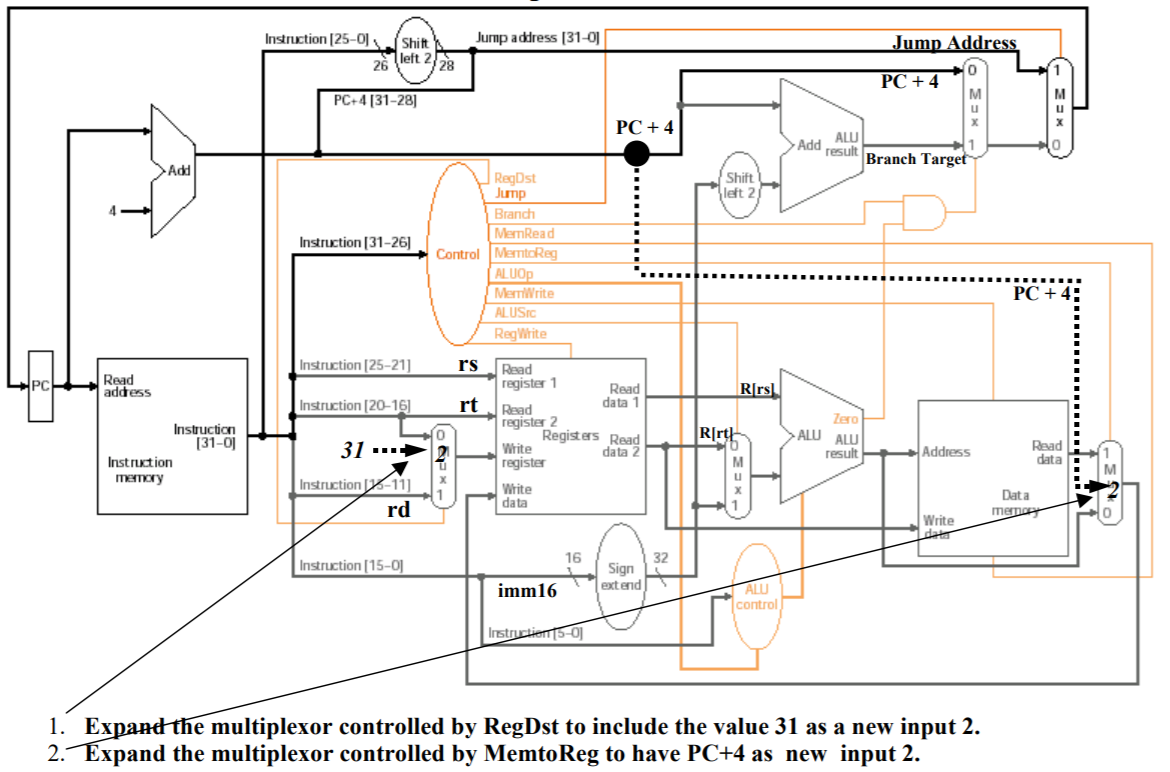 Instruction [25–0]
Shift
left 2
26
28
Jump address [31–0]
Jump Address
PC+4 [31–28]
PC + 4
0
M
u
x
1
1
M
u
x
0
PC + 4
Add
4
Add
ALU
result
Branch Target
Shift
left 2
RegDst
Jump
Branch
MemRead
MemtoReg
ALUOp
MemWrite
ALUSrc
RegWrite
Instruction [31–26]
Control
PC + 4
PC
Read
address
Instruction
[31–0]
Instruction
memory
Instruction [25–21]
rs
Instruction [20–16]
rt
31
0
M
2
u
x
1
Instruction [15–11]
rd
Read
register 1
Read
register 2
Write
register
Write
data
Registers
Read
data 1
Read
data 2
R[rs]
R[rt]
0
M
u
x
1
Zero
ALU
ALU
result
Address
Read
data
Data
memory
Write
data
1
M
u
x
2
0
Instruction [15–0]
16
imm16
Sign
extend
32
Instruction [5–0]
ALU
control
1. Expand the multiplexor controlled by RegDst to include the value 31 as a new input 2.
2. Expand the multiplexor controlled by MemtoReg to have PC+4 as new input 2.